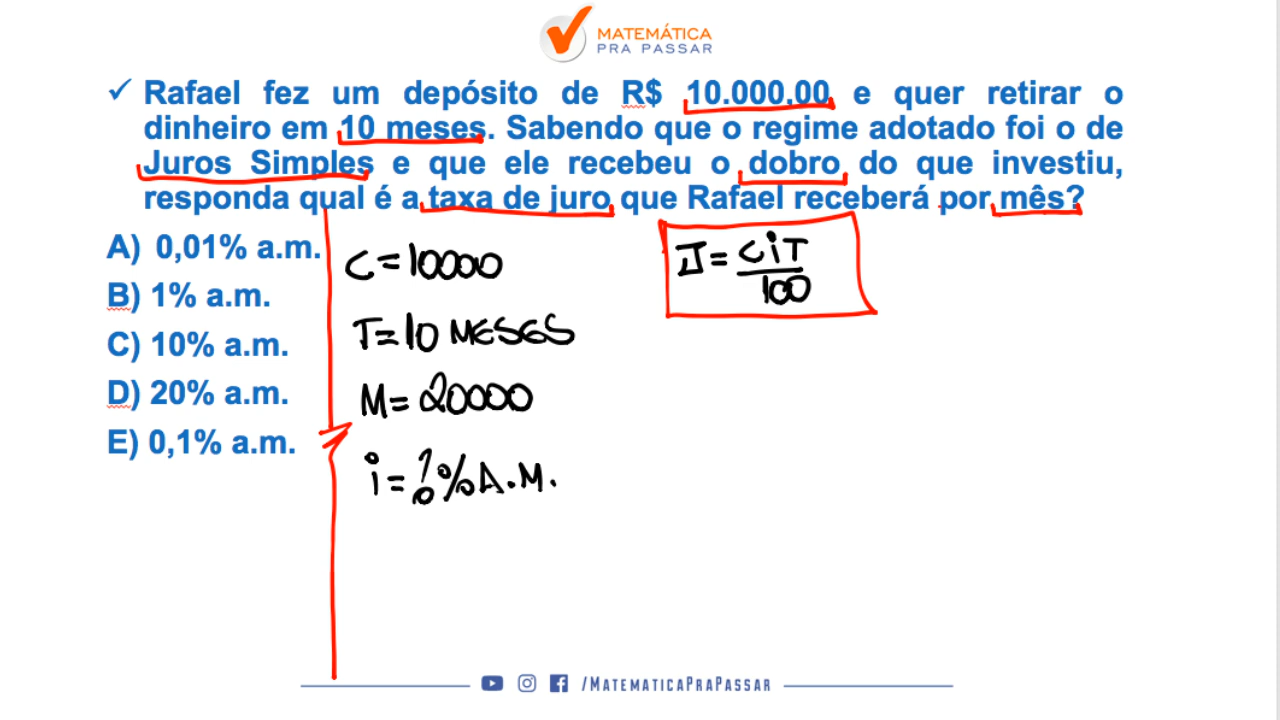 MATEMÁTICA
PRA PASSAR
✓ Rafael fez um depósito de R$ 10.000,00 e quer retirar o
dinheiro em 10 meses. Sabendo que o regime adotado foi o de
Juros Simples e que ele recebeu o dobro do que investiu,
responda qual é a taxa de juro que Rafael receberá por mês?
A) 0,01% a.m.
B) 1% a.m.
C) 10% a.m.
D) 20% a.m.
E) 0,1% a.m.
C=10000
T=10 MESES
M=20000
i=?%A.M.
J=CiT
100
/MATEMATICAPRAPASSAR